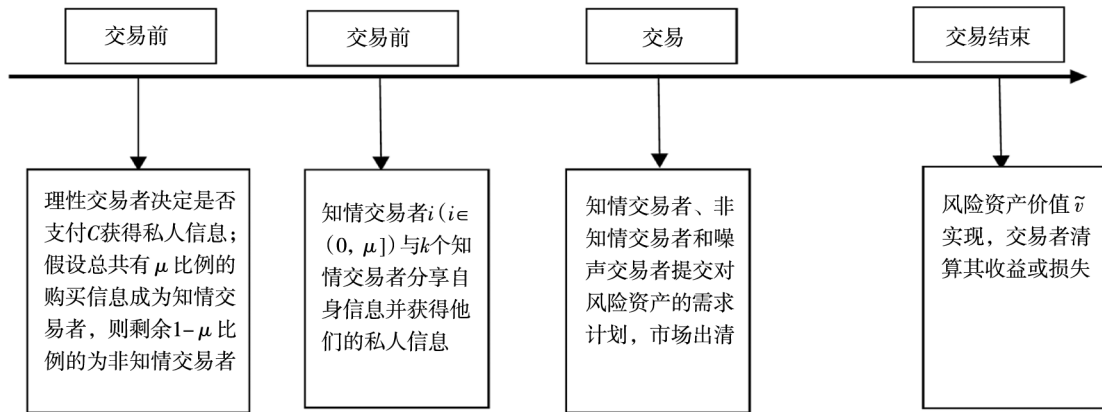 交易前
交易前
交易
交易结束
理性交易者决定是否
支付C获得私人信息；
假设总共有μ比例的
购买信息成为知情交
易者，则剩余1-μ比
例的为非知情交易者
知情交易者i(i∈
(0, μ])与k个知
情交易者分享自
身信息并获得他
们的私人信息
知情交易者、非
知情交易者和噪
声交易者提交对
风险资产的需求
计划，市场出清
风险资产价值ṽ
实现，交易者清
算其收益或损失